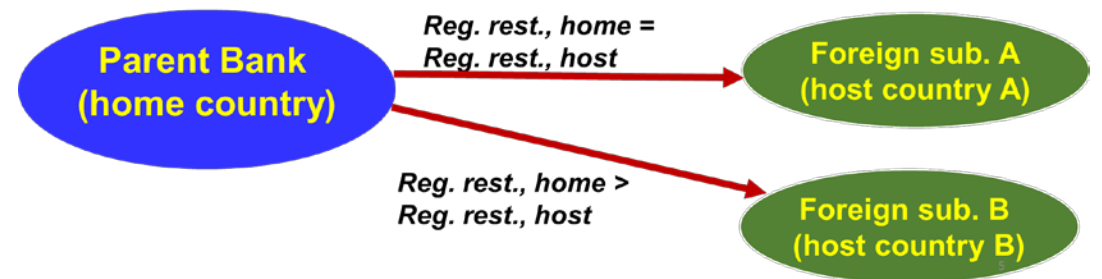 Parent Bank
(home country)
Reg. rest., home =
Reg. rest., host
Foreign sub. A
(host country A)
Reg. rest., home >
Reg. rest., host
Foreign sub. B
(host country B)
5